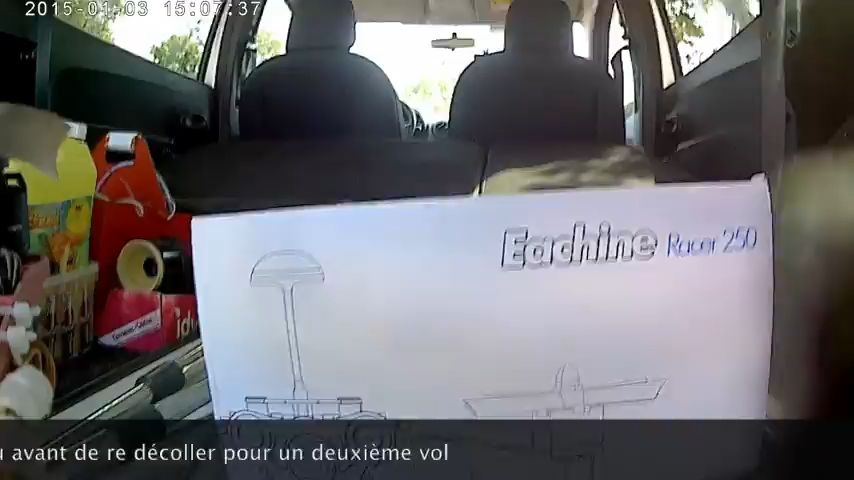 2015-01-03 15:07:37
Eachine Racer 250
avant de re décoller pour un deuxième vol